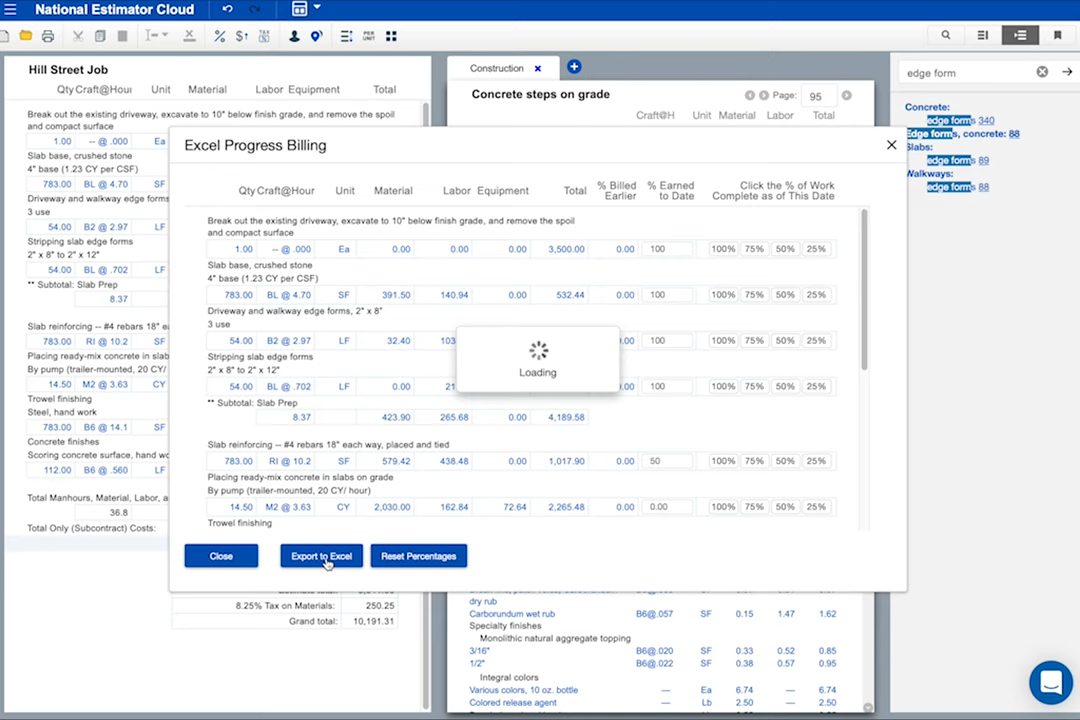 National Estimator Cloud
PER UNIT
Hill Street Job
Qty Craft@Hour Unit Material Labor Equipment Total
Break out the existing driveway, excavate to 10" below finish grade, and remove the spoil
and compact surface
1.00 -- @ .000 Ea
Slab base, crushed stone
4" base (1.23 CY per CSF)
783.00 BL @ 4.70 SF
Driveway and walkway edge forms
3 use
54.00 B2 @ 2.97 LF
Stripping slab edge forms
2" x 8" to 2" x 12"
54.00 BL @ .702 LF
** Subtotal: Slab Prep
8.37
Slab reinforcing -- #4 rebars 18" ea
783.00 RI @ 10.2 SF
Placing ready-mix concrete in slab
By pump (trailer-mounted, 20 CY/
14.50 M2 @ 3.63 CY
Trowel finishing
Steel, hand work
783.00 B6 @ 14.1 SF
Concrete finishes
Scoring concrete surface, hand wo
112.00 B6 @ .560 LF
Total Manhours, Material, Labor, a
36.8
Total Only (Subcontract) Costs:
8.25% Tax on Materials: 250.25
Grand total: 10,191.31
Construction x
Concrete steps on grade
Page: 95
Craft@H Unit Material Labor Total
dry rub
Carborundum wet rub B6@.057 SF 0.15 1.47 1.62
Specialty finishes
Monolithic natural aggregate topping
3/16" B6@.020 SF 0.33 0.52 0.85
1/2" B6@.022 SF 0.38 0.57 0.95
Integral colors
Various colors, 10 oz. bottle — Ea 6.74 — 6.74
Colored release agent — Lb 2.50 — 2.50
edge form
Concrete:
edge forms 340
Edge forms, concrete: 88
Slabs:
edge forms 89
Walkways:
edge forms 88
Excel Progress Billing
Qty Craft@Hour Unit Material Labor Equipment Total % Billed Earlier % Earned to Date Click the % of Work Complete as of This Date
Break out the existing driveway, excavate to 10" below finish grade, and remove the spoil
and compact surface
1.00 -- @ .000 Ea 0.00 0.00 0.00 3,500.00 0.00 100 100% 75% 50% 25%
Slab base, crushed stone
4" base (1.23 CY per CSF)
783.00 BL @ 4.70 SF 391.50 140.94 0.00 532.44 0.00 100 100% 75% 50% 25%
Driveway and walkway edge forms, 2" x 8"
3 use
54.00 B2 @ 2.97 LF 32.40 103 .00 100 100% 75% 50% 25%
Stripping slab edge forms
2" x 8" to 2" x 12"
54.00 BL @ .702 LF 0.00 21 100 100% 75% 50% 25%
** Subtotal: Slab Prep
8.37 423.90 265.68 0.00 4,189.58
Slab reinforcing -- #4 rebars 18" each way, placed and tied
783.00 RI @ 10.2 SF 579.42 438.48 0.00 1,017.90 0.00 50 100% 75% 50% 25%
Placing ready-mix concrete in slabs on grade
By pump (trailer-mounted, 20 CY/ hour)
14.50 M2 @ 3.63 CY 2,030.00 162.84 72.64 2,265.48 0.00 0.00 100% 75% 50% 25%
Trowel finishing
Loading
Close Export to Excel Reset Percentages